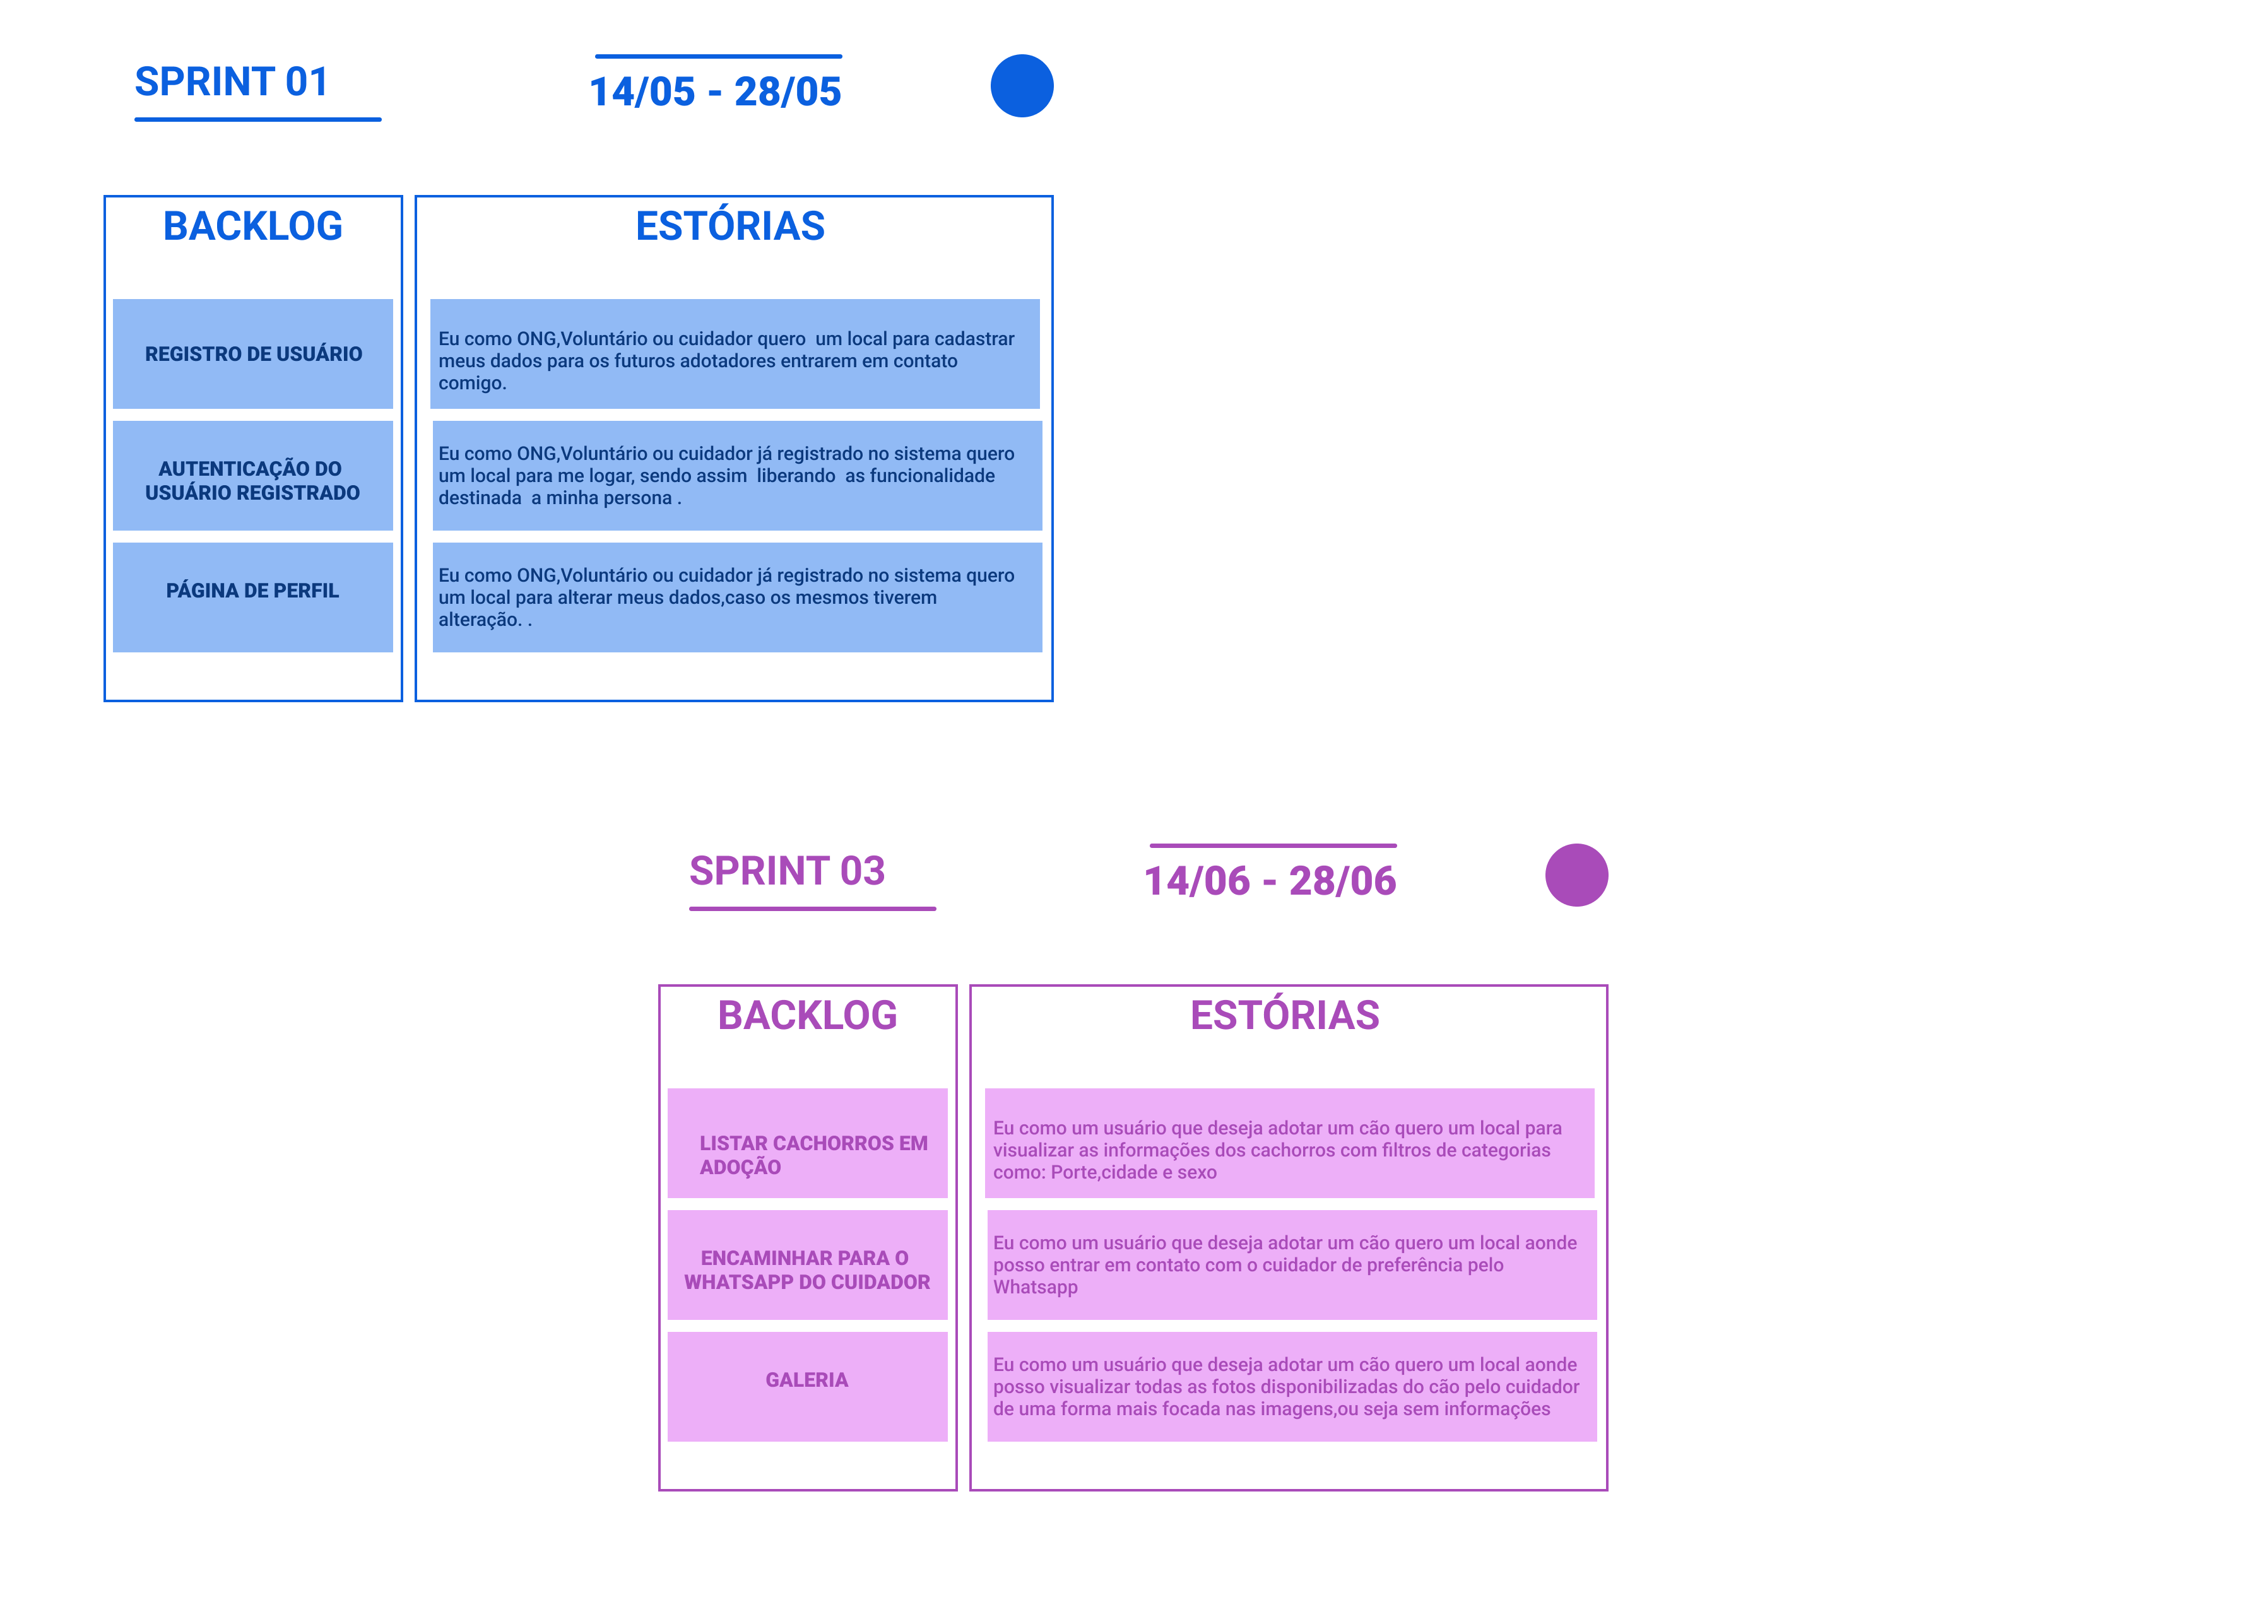 SPRINT 01
14/05 - 28/05
BACKLOG
ESTÓRIAS
REGISTRO DE USUÁRIO
Eu como ONG,Voluntário ou cuidador quero  um local para cadastrar
meus dados para os futuros adotadores entrarem em contato
comigo.
AUTENTICAÇÃO DO
USUÁRIO REGISTRADO
Eu como ONG,Voluntário ou cuidador já registrado no sistema quero
um local para me logar, sendo assim  liberando  as funcionalidade
destinada  a minha persona .
PÁGINA DE PERFIL
Eu como ONG,Voluntário ou cuidador já registrado no sistema quero
um local para alterar meus dados,caso os mesmos tiverem
alteração. .
SPRINT 03
14/06 - 28/06
BACKLOG
ESTÓRIAS
LISTAR CACHORROS EM
ADOÇÃO
Eu como um usuário que deseja adotar um cão quero um local para
visualizar as informações dos cachorros com filtros de categorias
como: Porte,cidade e sexo
ENCAMINHAR PARA O
WHATSAPP DO CUIDADOR
Eu como um usuário que deseja adotar um cão quero um local aonde
posso entrar em contato com o cuidador de preferência pelo
Whatsapp
GALERIA
Eu como um usuário que deseja adotar um cão quero um local aonde
posso visualizar todas as fotos disponibilizadas do cão pelo cuidador
de uma forma mais focada nas imagens,ou seja sem informações